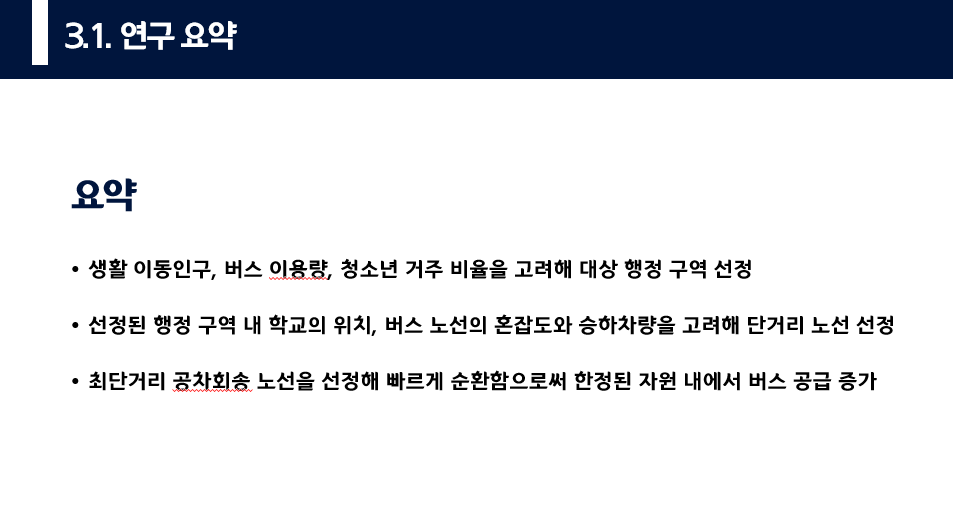 3.1. 연구 요약
요약
• 생활 이동인구, 버스 이용량, 청소년 거주 비율을 고려해 대상 행정 구역 선정
• 선정된 행정 구역 내 학교의 위치, 버스 노선의 혼잡도와 승하차량을 고려해 단거리 노선 선정
• 최단거리 공차회송 노선을 선정해 빠르게 순환함으로써 한정된 자원 내에서 버스 공급 증가